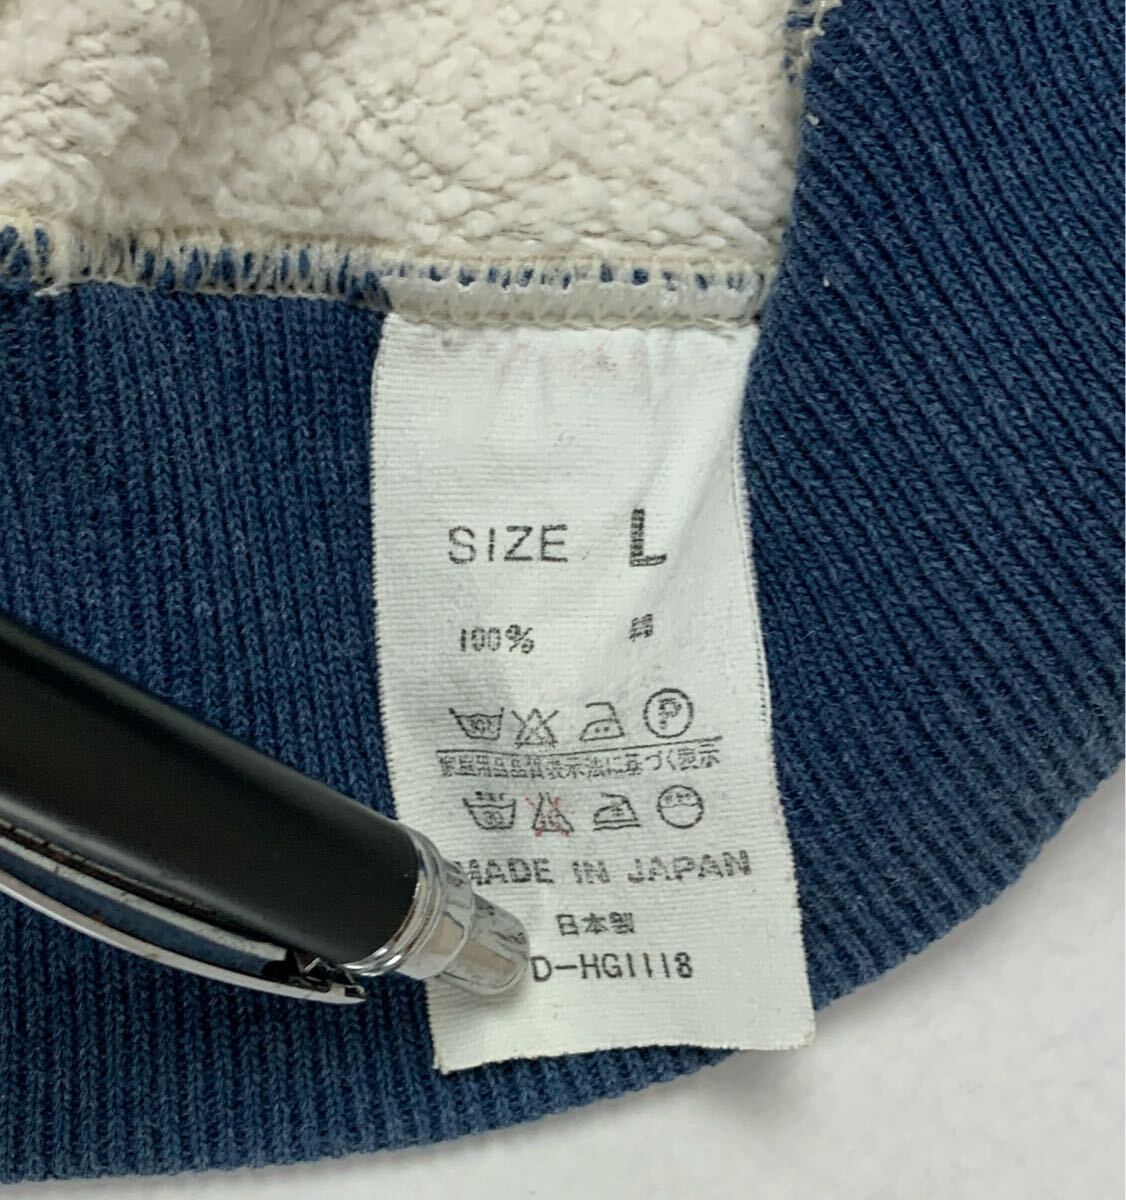 SIZE L
100%
P
家庭用品品質表示法に基づく表示
MADE IN JAPAN
日本製
D-HG1118